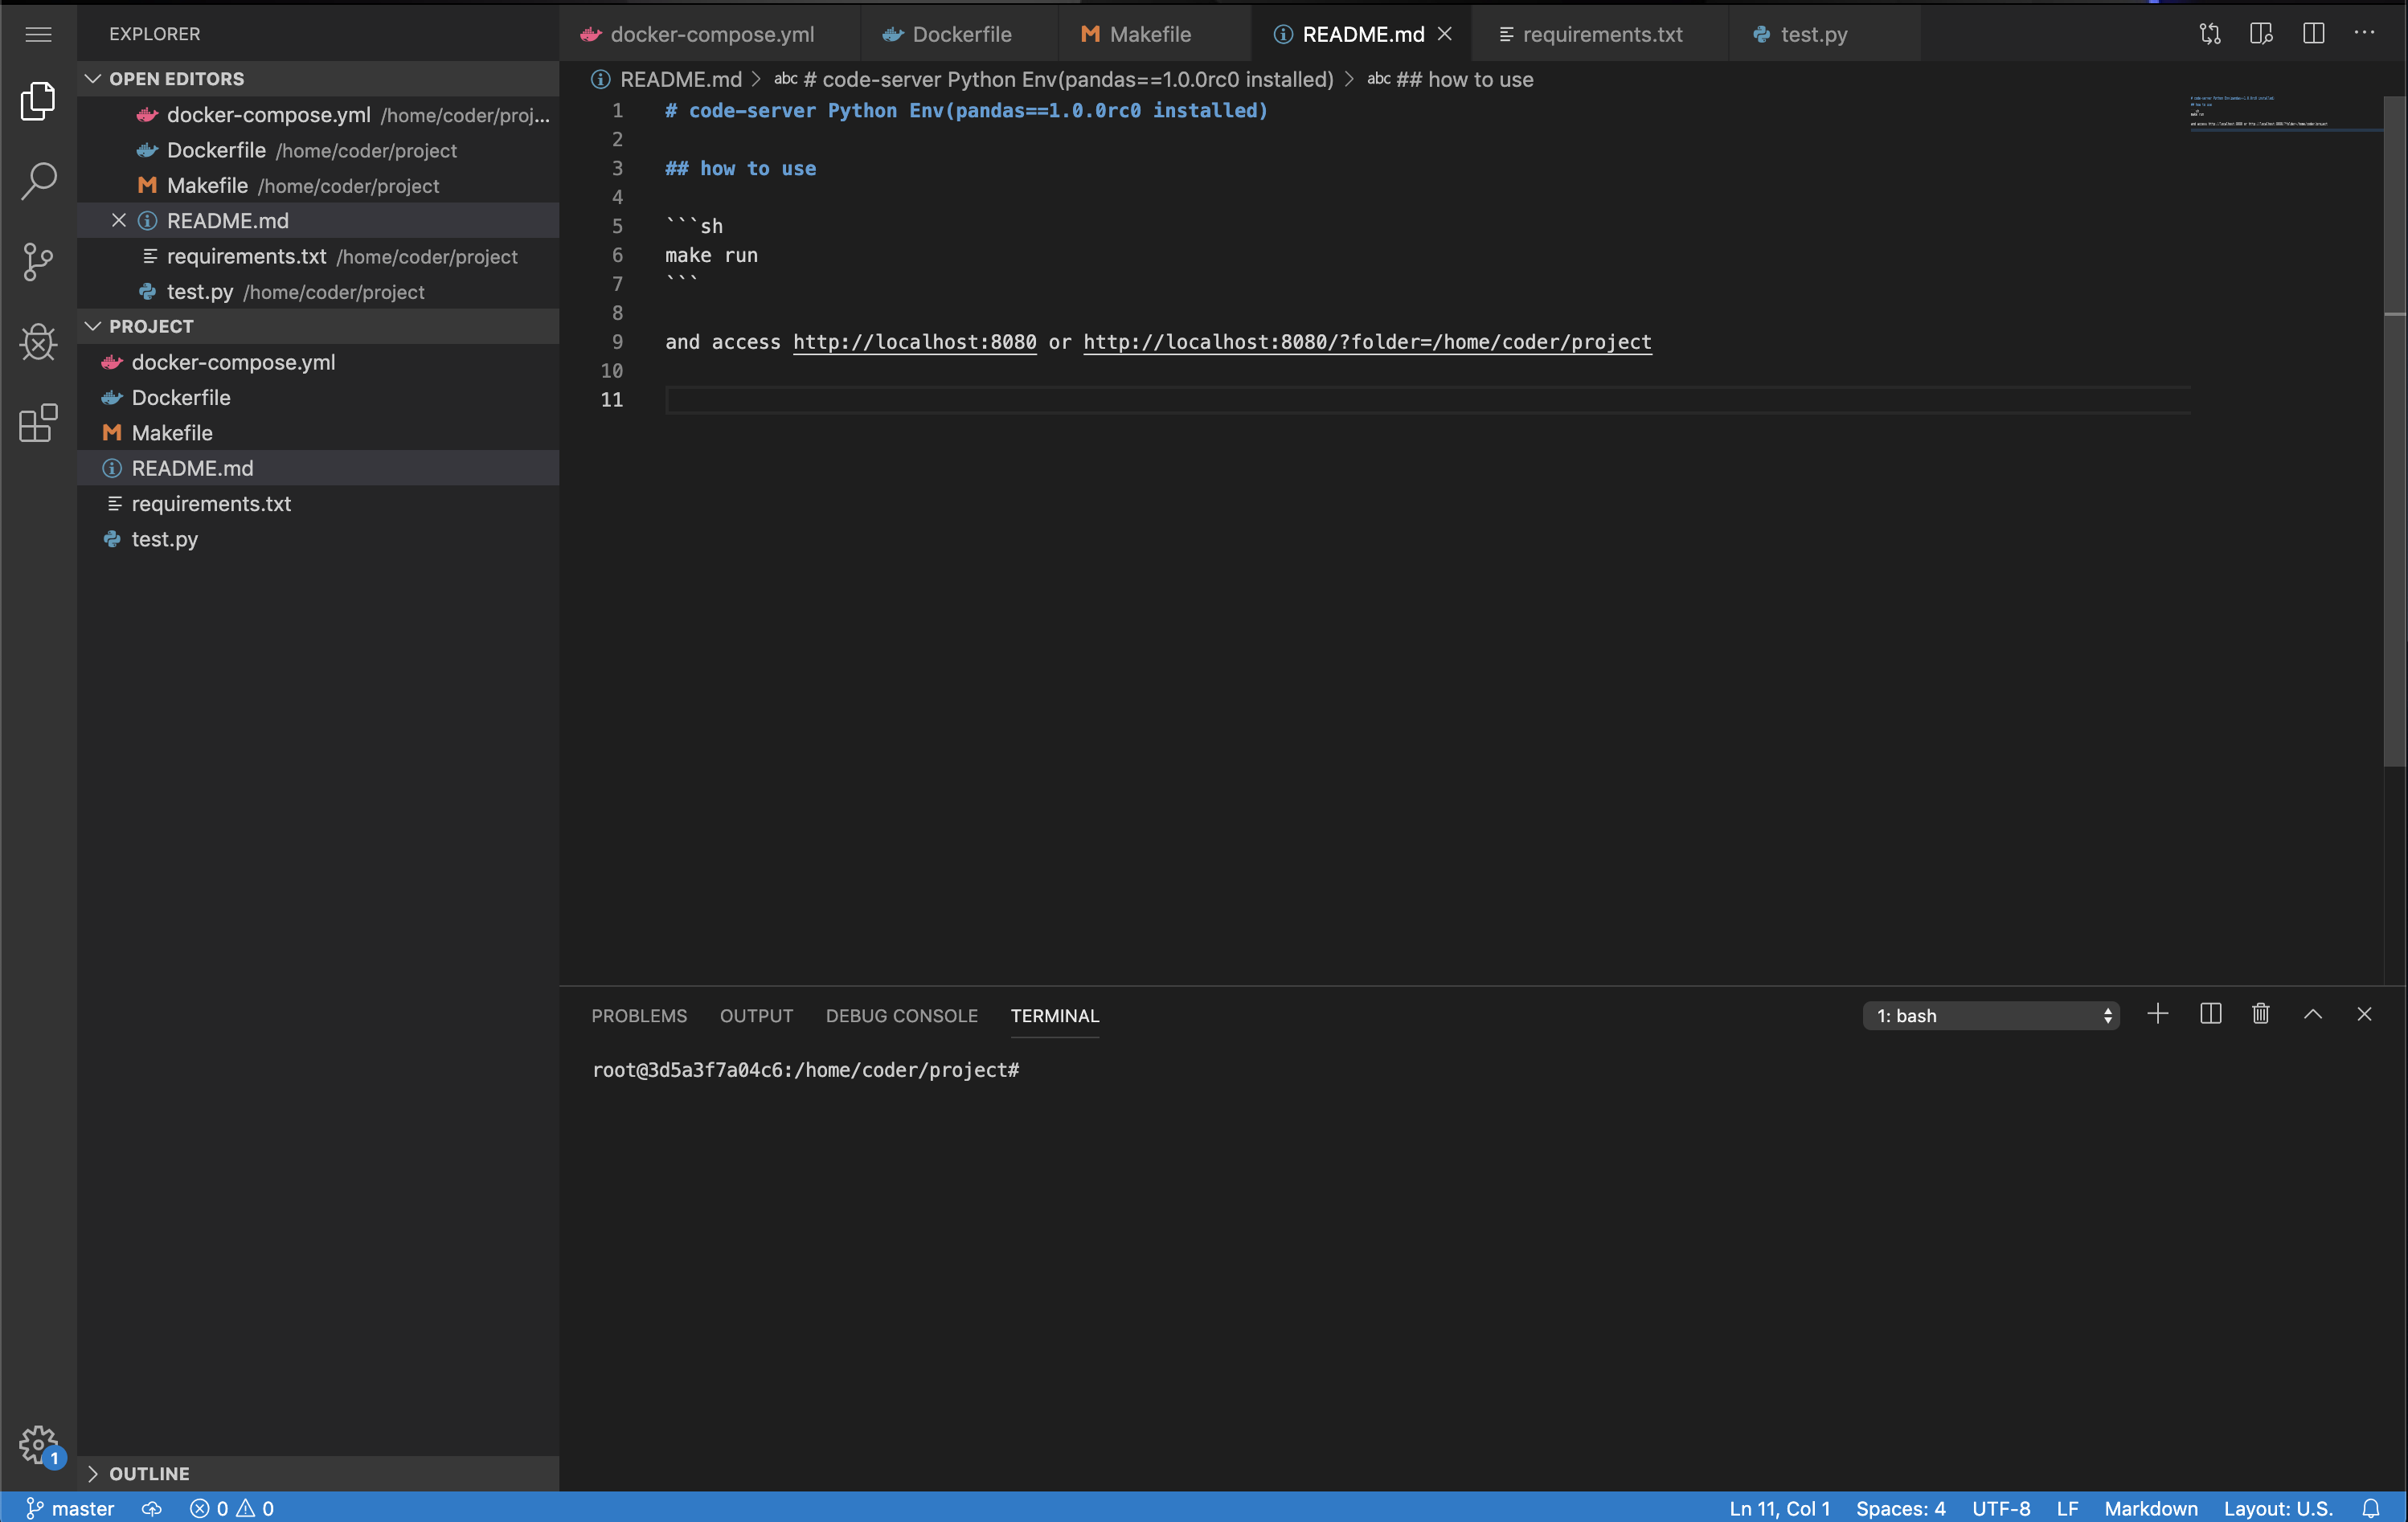 EXPLORER
OPEN EDITORS
docker-compose.yml /home/coder/proj...
Dockerfile /home/coder/project
M Makefile /home/coder/project
README.md
requirements.txt /home/coder/project
test.py /home/coder/project
PROJECT
docker-compose.yml
Dockerfile
M Makefile
README.md
requirements.txt
test.py
OUTLINE
1
docker-compose.yml Dockerfile M Makefile README.md requirements.txt test.py
README.md > abc # code-server Python Env(pandas==1.0.0rc0 installed) > abc ## how to use
1 # code-server Python Env(pandas==1.0.0rc0 installed)
2
3 ## how to use
4
5 ```sh
6 make run
7 ```
8
9 and access http://localhost:8080 or http://localhost:8080/?folder=/home/coder/project
10
11
PROBLEMS OUTPUT DEBUG CONSOLE TERMINAL 1: bash
root@3d5a3f7a04c6:/home/coder/project#
master 0 0 Ln 11, Col 1 Spaces: 4 UTF-8 LF Markdown Layout: U.S.